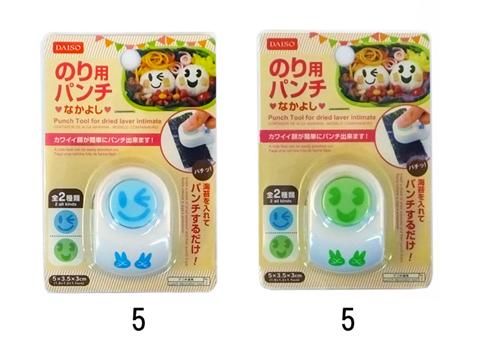 DAISO
のり用
パンチ
♥なかよし♥
Punch Tool for dried laver intimate
カワイイ顔が簡単にパンチ出来ます！
パチッ！
全2種類
2 all kinds
海苔を入れて
パンチするだけ！
5×3.5×3cm
5
DAISO
のり用
パンチ
♥なかよし♥
Punch Tool for dried laver intimate
カワイイ顔が簡単にパンチ出来ます！
パチッ！
全2種類
2 all kinds
海苔を入れて
パンチするだけ！
5×3.5×3cm
5